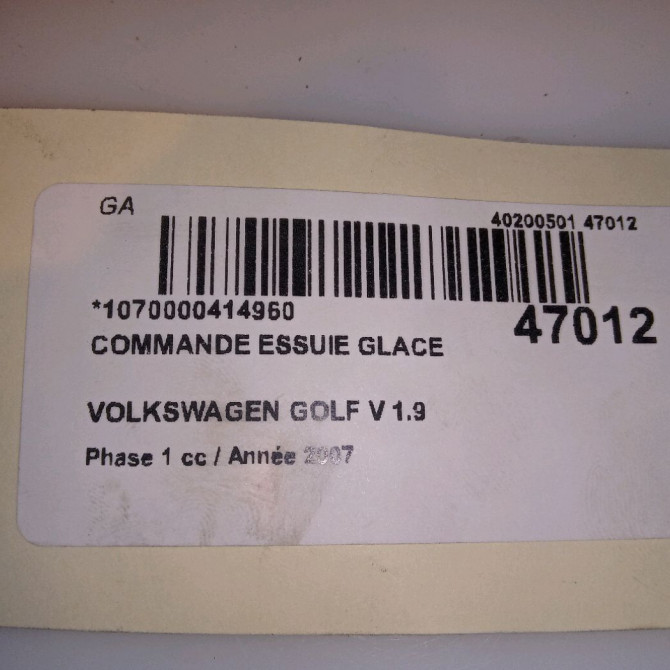 GA
40200501 47012
*1070000414960
47012
COMMANDE ESSUIE GLACE
VOLKSWAGEN GOLF V 1.9
Phase 1 cc / Année 2007